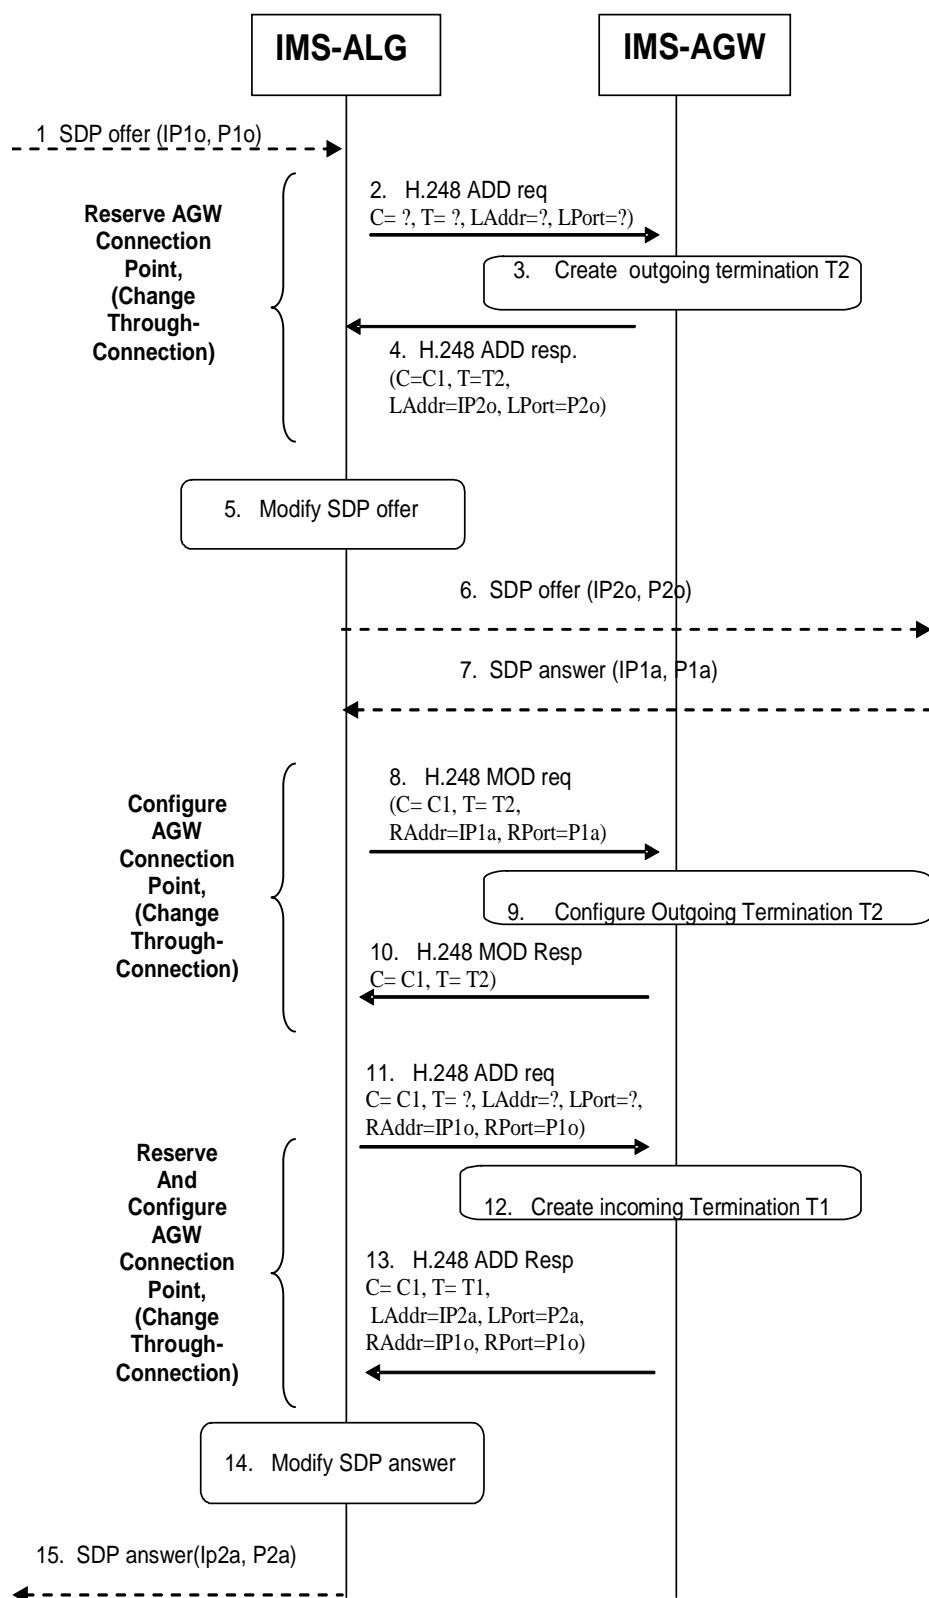 IMS-ALG
IMS-AGW
1 SDP offer (IP1o, P1o)
2. H.248 ADD req
C= ?, T= ?, LAddr=?, LPort=?)
Reserve AGW
Connection
Point,
(Change
Through-
Connection)
3. Create outgoing termination T2
4. H.248 ADD resp.
(C=C1, T=T2,
LAddr=IP2o, LPort=P2o)
5. Modify SDP offer
6. SDP offer (IP2o, P2o)
7. SDP answer (IP1a, P1a)
8. H.248 MOD req
(C= C1, T= T2,
RAddr=IP1a, RPort=P1a)
Configure
AGW
Connection
Point,
(Change
Through-
Connection)
9. Configure Outgoing Termination T2
10. H.248 MOD Resp
C= C1, T= T2)
11. H.248 ADD req
C= C1, T= ?, LAddr=?, LPort=?,
RAddr=IP1o, RPort=P1o)
Reserve
And
Configure
AGW
Connection
Point,
(Change
Through-
Connection)
12. Create incoming Termination T1
13. H.248 ADD Resp
C= C1, T= T1,
LAddr=IP2a, LPort=P2a,
RAddr=IP1o, RPort=P1o)
14. Modify SDP answer
15. SDP answer(Ip2a, P2a)